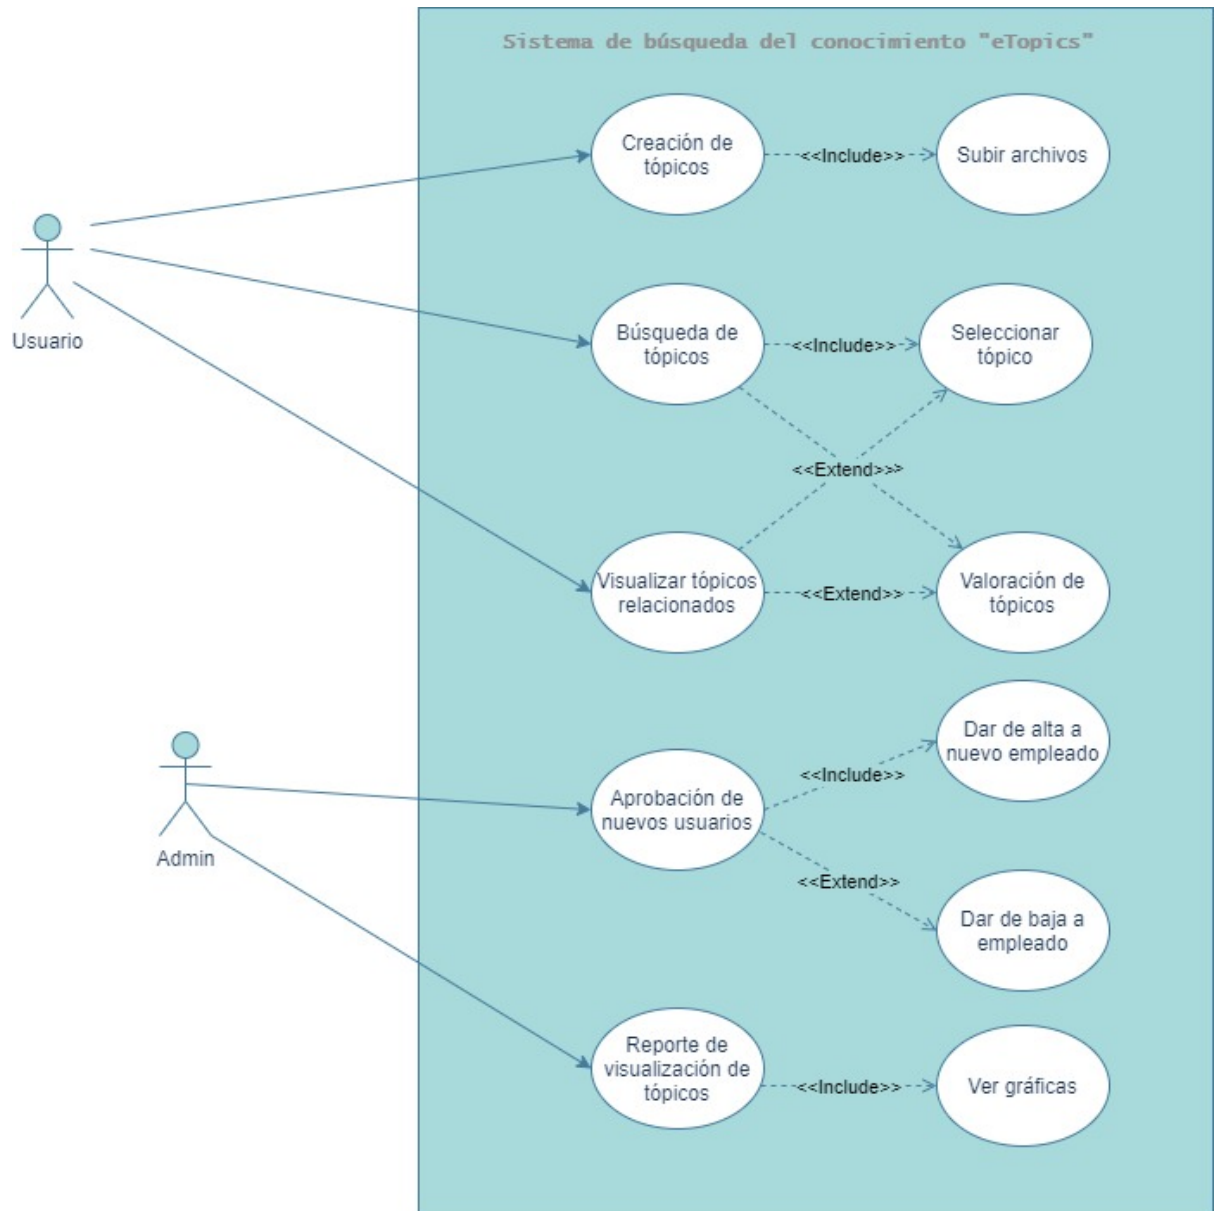 Sistema de búsqueda del conocimiento "eTopics"
Creación de
tópicos
<<Include>>
Subir archivos
Usuario
Búsqueda de
tópicos
<<Include>>
Seleccionar
tópico
<<Extend>>>
Visualizar tópicos
relacionados
<<Extend>>
Valoración de
tópicos
Admin
Aprobación de
nuevos usuarios
<<Include>>
Dar de alta a
nuevo empleado
<<Extend>>
Dar de baja a
empleado
Reporte de
visualización de
tópicos
<<Include>>
Ver gráficas